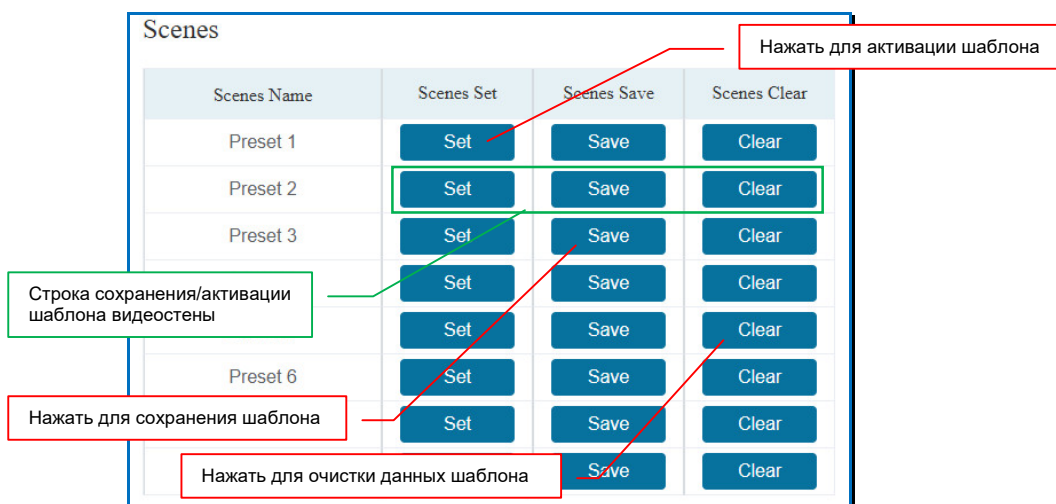 Scenes
Нажать для активации шаблона
Scenes Name Scenes Set Scenes Save Scenes Clear
Preset 1 Set Save Clear
Preset 2 Set Save Clear
Preset 3 Set Save Clear
Set Save Clear
Строка сохранения/активации
шаблона видеостены
Set Save Clear
Preset 6 Set Save Clear
Нажать для сохранения шаблона
Set Save Clear
Нажать для очистки данных шаблона
Save Clear